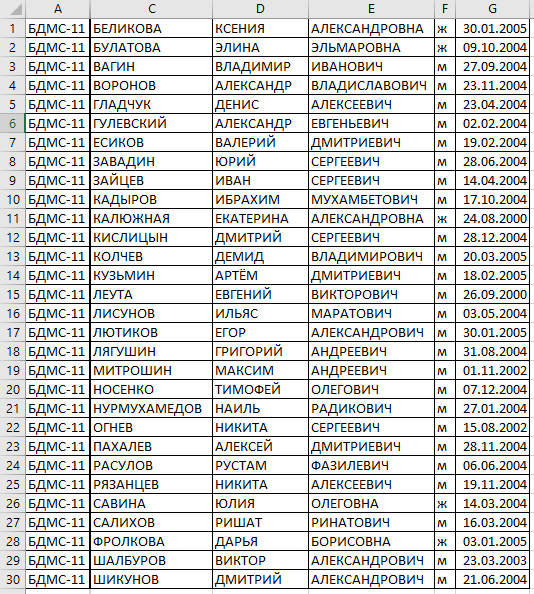 A C D E F G
1 БДМС-11 БЕЛИКОВА КСЕНИЯ АЛЕКСАНДРОВНА ж 30.01.2005
2 БДМС-11 БУЛАТОВА ЭЛИНА ЭЛЬМАРОВНА ж 09.10.2004
3 БДМС-11 ВАГИН ВЛАДИМИР ИВАНОВИЧ м 27.09.2004
4 БДМС-11 ВОРОНОВ АЛЕКСАНДР ВЛАДИСЛАВОВИЧ м 23.11.2004
5 БДМС-11 ГЛАДЧУК ДЕНИС АЛЕКСЕЕВИЧ м 23.04.2004
6 БДМС-11 ГУЛЕВСКИЙ АЛЕКСАНДР ЕВГЕНЬЕВИЧ м 02.02.2004
7 БДМС-11 ЕСИКОВ ВАЛЕРИЙ ДМИТРИЕВИЧ м 19.02.2004
8 БДМС-11 ЗАВАДИН ЮРИЙ СЕРГЕЕВИЧ м 28.06.2004
9 БДМС-11 ЗАЙЦЕВ ИВАН СЕРГЕЕВИЧ м 14.04.2004
10 БДМС-11 КАДЫРОВ ИБРАХИМ МУХАМБЕТОВИЧ м 17.10.2004
11 БДМС-11 КАЛЮЖНАЯ ЕКАТЕРИНА АЛЕКСАНДРОВНА ж 24.08.2000
12 БДМС-11 КИСЛИЦЫН ДМИТРИЙ СЕРГЕЕВИЧ м 28.12.2004
13 БДМС-11 КОЛЧЕВ ДЕМИД ВЛАДИМИРОВИЧ м 20.03.2005
14 БДМС-11 КУЗЬМИН АРТЁМ ДМИТРИЕВИЧ м 18.02.2005
15 БДМС-11 ЛЕУТА ЕВГЕНИЙ ВИКТОРОВИЧ м 26.09.2000
16 БДМС-11 ЛИСУНОВ ИЛЬЯС МАРАТОВИЧ м 03.05.2004
17 БДМС-11 ЛЮТИКОВ ЕГОР АЛЕКСАНДРОВИЧ м 30.01.2005
18 БДМС-11 ЛЯГУШИН ГРИГОРИЙ АНДРЕЕВИЧ м 31.08.2004
19 БДМС-11 МИТРОШИН МАКСИМ АНДРЕЕВИЧ м 01.11.2002
20 БДМС-11 НОСЕНКО ТИМОФЕЙ ОЛЕГОВИЧ м 07.12.2004
21 БДМС-11 НУРМУХАМЕДОВ НАИЛЬ РАДИКОВИЧ м 27.01.2004
22 БДМС-11 ОГНЕВ НИКИТА СЕРГЕЕВИЧ м 15.08.2002
23 БДМС-11 ПАХАЛЕВ АЛЕКСЕЙ ДМИТРИЕВИЧ м 28.11.2004
24 БДМС-11 РАСУЛОВ РУСТАМ ФАЗИЛЕВИЧ м 06.06.2004
25 БДМС-11 РЯЗАНЦЕВ НИКИТА АЛЕКСЕЕВИЧ м 19.11.2004
26 БДМС-11 САВИНА ЮЛИЯ ОЛЕГОВНА ж 14.03.2004
27 БДМС-11 САЛИХОВ РИШАТ РИНАТОВИЧ м 16.03.2004
28 БДМС-11 ФРОЛКОВА ДАРЬЯ БОРИСОВНА ж 03.01.2005
29 БДМС-11 ШАЛБУРОВ ВИКТОР АЛЕКСАНДРОВИЧ м 23.03.2003
30 БДМС-11 ШИКУНОВ ДМИТРИЙ АЛЕКСАНДРОВИЧ м 21.06.2004